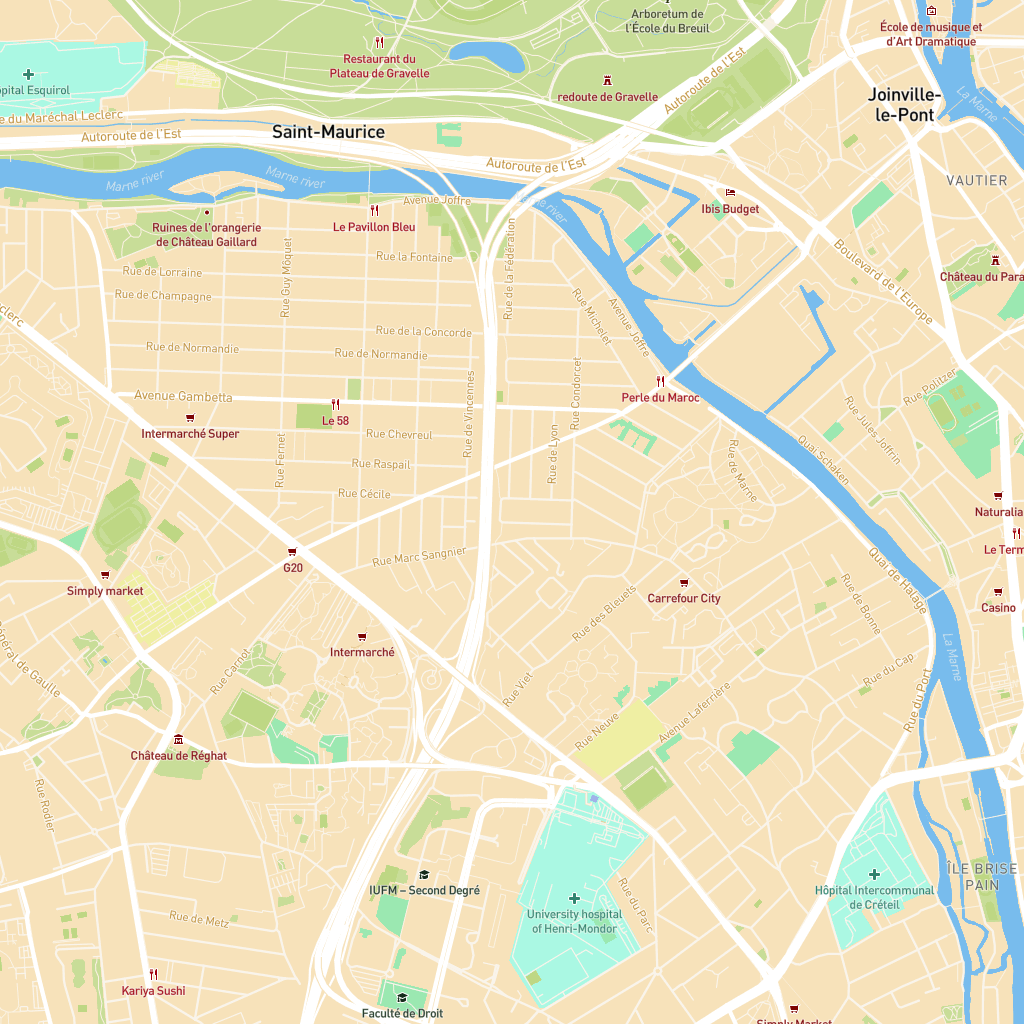 Arboretum de
l'École du Breuil
École de musique et
d'Art Dramatique
Restaurant du
Plateau de Gravelle
Autoroute de l'Est
redoute de Gravelle
pital Esquirol
Joinville-
le-Pont
La Marne
e du Maréchal Leclerc
Autoroute de l'Est
Saint-Maurice
Autoroute de l'Est
Marne river
Marne river
VAUTIER
Avenue Joffre
ne river
Ibis Budget
Ruines de l'orangerie
de Château Gaillard
Le Pavillon Bleu
Rue de la Fédération
Rue Guy Môquet
Rue la Fontaine
Boulevard de l'Europe
Rue de Lorraine
Château du Para
Rue de Champagne
Rue Michelet
Avenue Joffre
clerc
Rue de la Concorde
Rue de Normandie
Rue de Normandie
Rue de Vincennes
Rue Condorcet
Rue Politzer
Avenue Gambetta
Perle du Maroc
Le 58
Intermarché Super
Rue Jules Joffrin
Rue Chevreul
Rue Fernet
Rue de Lyon
Rue de Marne
Quai Schaken
Rue Raspail
Rue Cécile
Naturalia
Rue Marc Sangnier
G20
Le Term
Quai de Halage
Simply market
Carrefour City
Rue de Bonne
Casino
Rue des Bleuets
Général de Gaulle
Intermarché
La Marne
Rue Carnot
Rue Viet
Rue du Cap
Rue du Port
Avenue Laferrière
Rue Neuve
Château de Réghat
Rue Rodier
IUFM – Second Degré
ÎLE BRISE
PAIN
Hôpital Intercommunal
de Créteil
Rue du Parc
University hospital
of Henri-Mondor
Rue de Metz
Kariya Sushi
Faculté de Droit
Simply Market